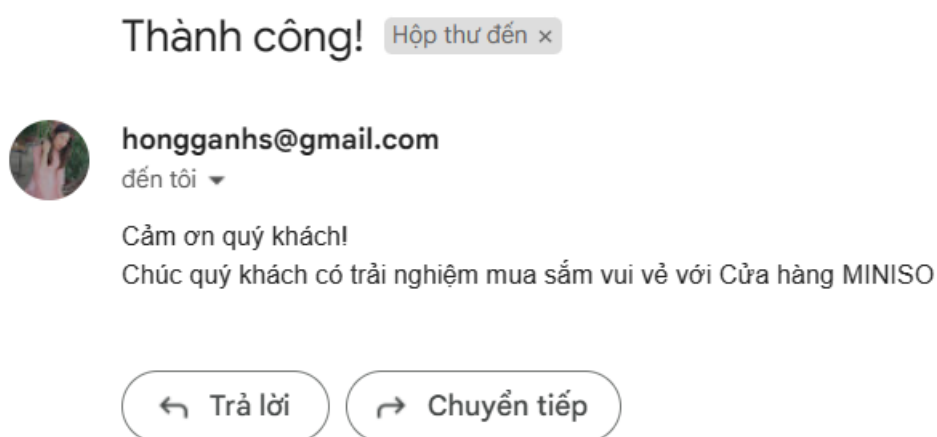 Thành công! Hộp thư đến ×
hongganhs@gmail.com
đến tôi
Cảm ơn quý khách!
Chúc quý khách có trải nghiệm mua sắm vui vẻ với Cửa hàng MINISO
Trả lời Chuyển tiếp